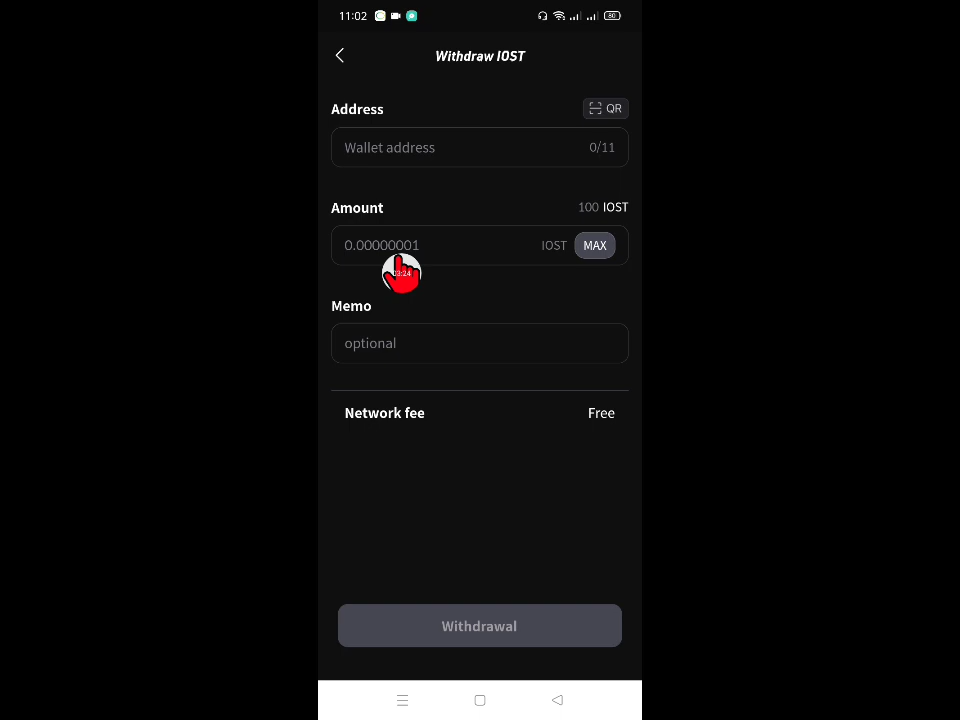 11:02
80
Withdraw IOST
Address
QR
Wallet address
0/11
Amount
100 IOST
0.00000001
IOST
MAX
Memo
optional
Network fee
Free
Withdrawal